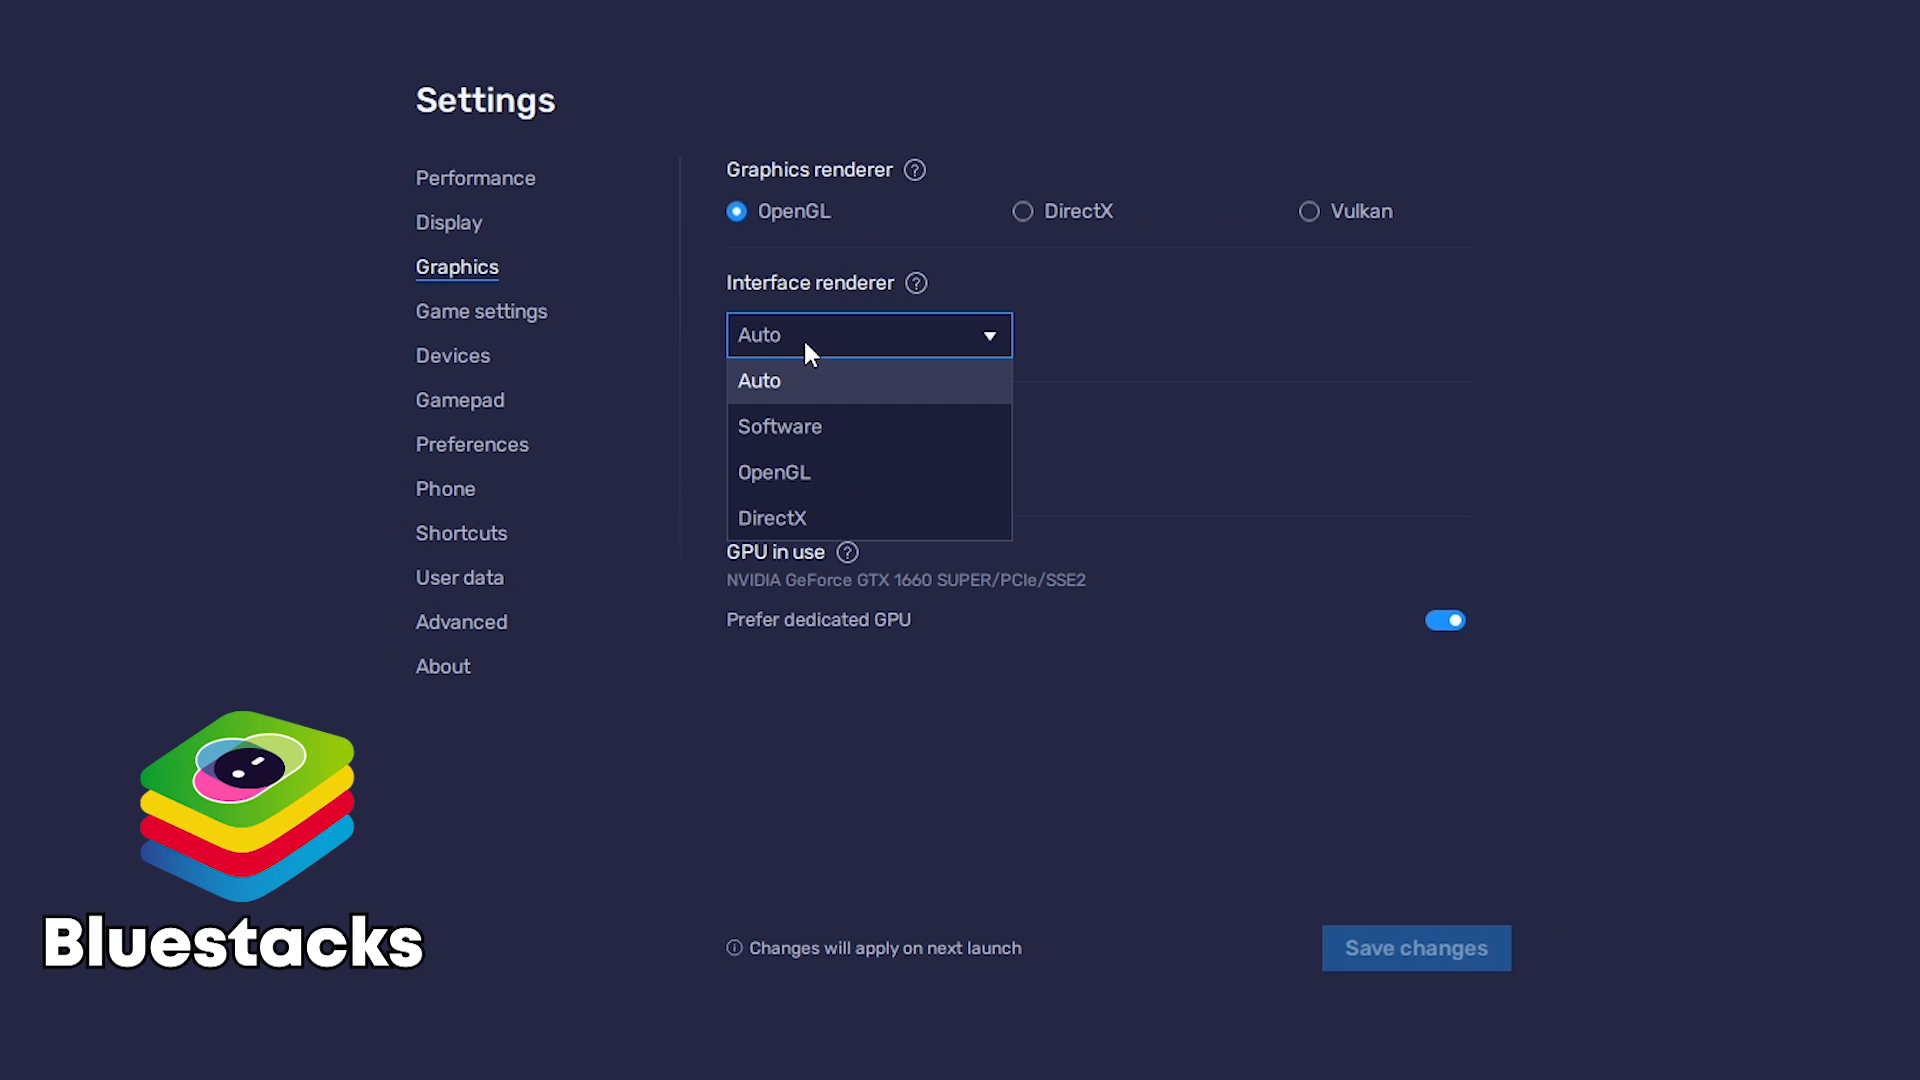 Settings
Performance
Display
Graphics
Game settings
Devices
Gamepad
Preferences
Phone
Shortcuts
User data
Advanced
About
Graphics renderer ?
OpenGL DirectX Vulkan
Interface renderer ?
Auto
Auto
Software
OpenGL
DirectX
GPU in use ?
NVIDIA GeForce GTX 1660 SUPER/PCIe/SSE2
Prefer dedicated GPU
Changes will apply on next launch
Save changes
Bluestacks